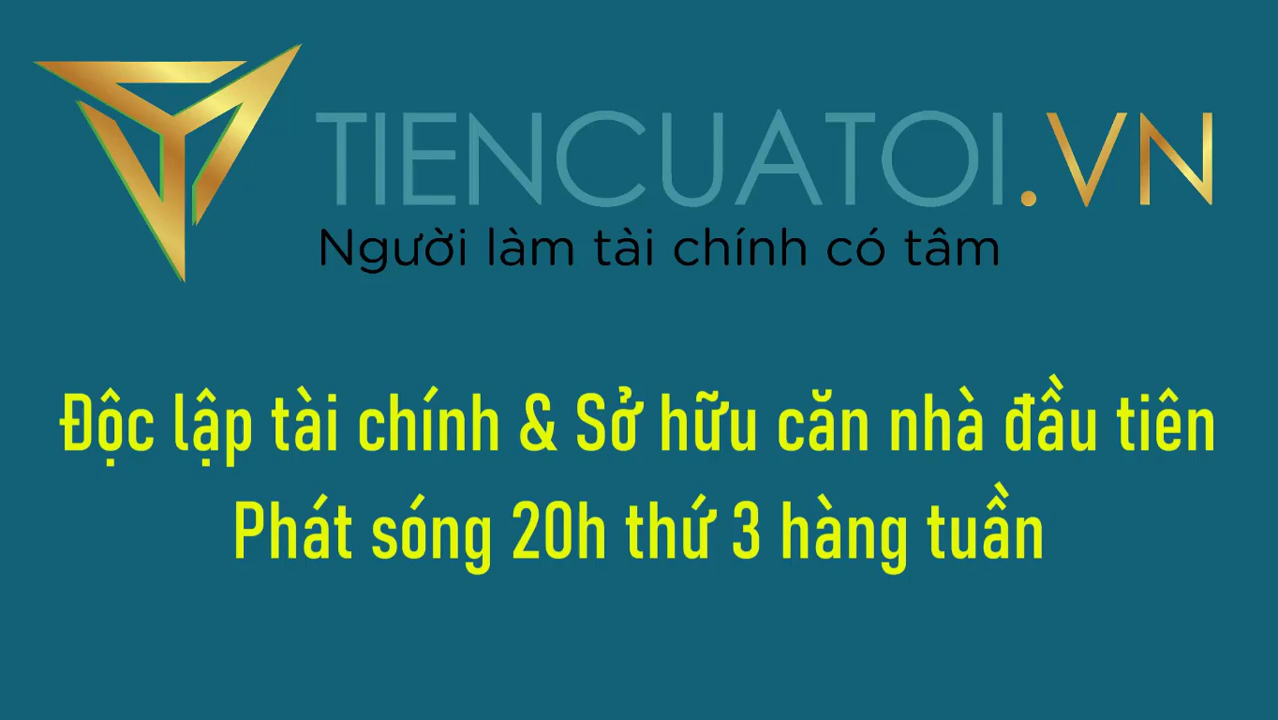 TIENCUATOI.VN
Người làm tài chính có tâm
Độc lập tài chính & Sở hữu căn nhà đầu tiên
Phát sóng 20h thứ 3 hàng tuần